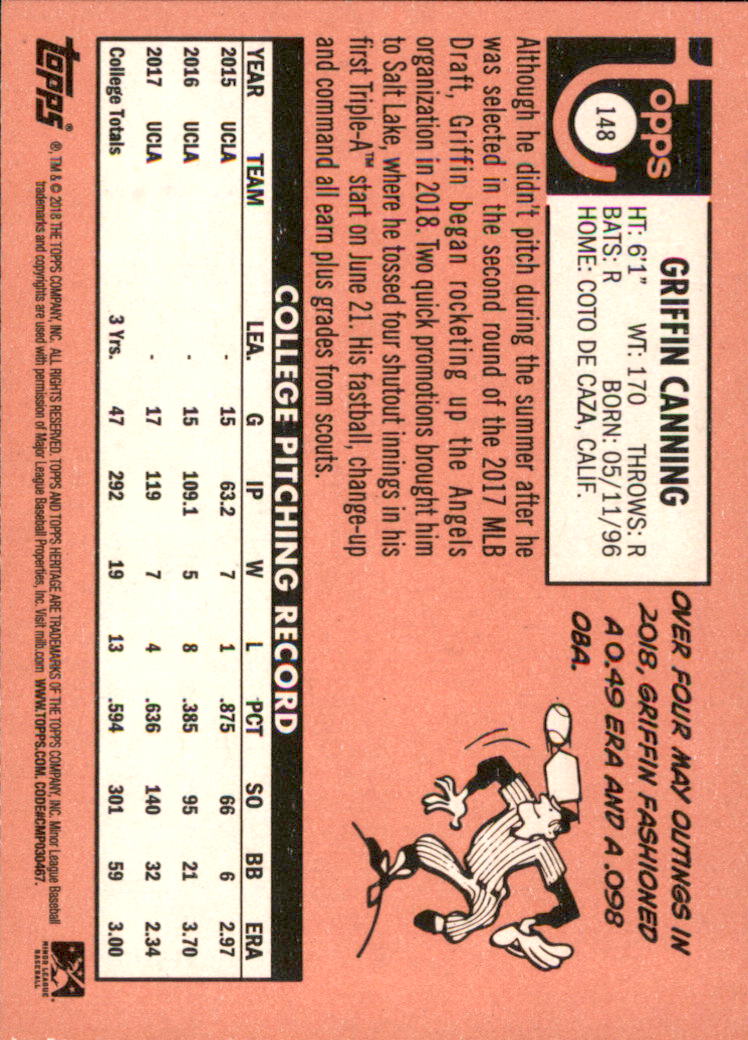 Topps
148
GRIFFIN CANNING
HT: 6'1" WT: 170 THROWS: R
BATS: R BORN: 05/11/96
HOME: COTO DE CAZA, CALIF.
OVER FOUR MAY OUTINGS IN
2018, GRIFFIN FASHIONED
A 0.49 ERA AND A .098
OBA.
Although he didn't pitch during the summer after he
was selected in the second round of the 2017 MLB
Draft, Griffin began rocketing up the Angels
organization in 2018. Two quick promotions brought him
to Salt Lake, where he tossed four shutout innings in his
first Triple-A™ start on June 21. His fastball, change-up
and command all earn plus grades from scouts.
COLLEGE PITCHING RECORD
YEAR TEAM LEA. G IP W L PCT SO BB ERA
2015 UCLA - 15 63.2 7 1 .875 66 6 2.97
2016 UCLA - 15 109.1 5 8 .385 95 21 3.70
2017 UCLA - 17 119 7 4 .636 140 32 2.34
College Totals 3 Yrs. 47 292 19 13 .594 301 59 3.00
topps®
®, TM & © 2018 THE TOPPS COMPANY, INC. ALL RIGHTS RESERVED. TOPPS AND TOPPS HERITAGE ARE TRADEMARKS OF THE TOPPS COMPANY, INC. Minor League Baseball
trademarks and copyrights are used with permission of Major League Baseball Properties, Inc. Visit milb.com WWW.TOPPS.COM. CODE#CMP030467.
MINOR LEAGUE
BASEBALL